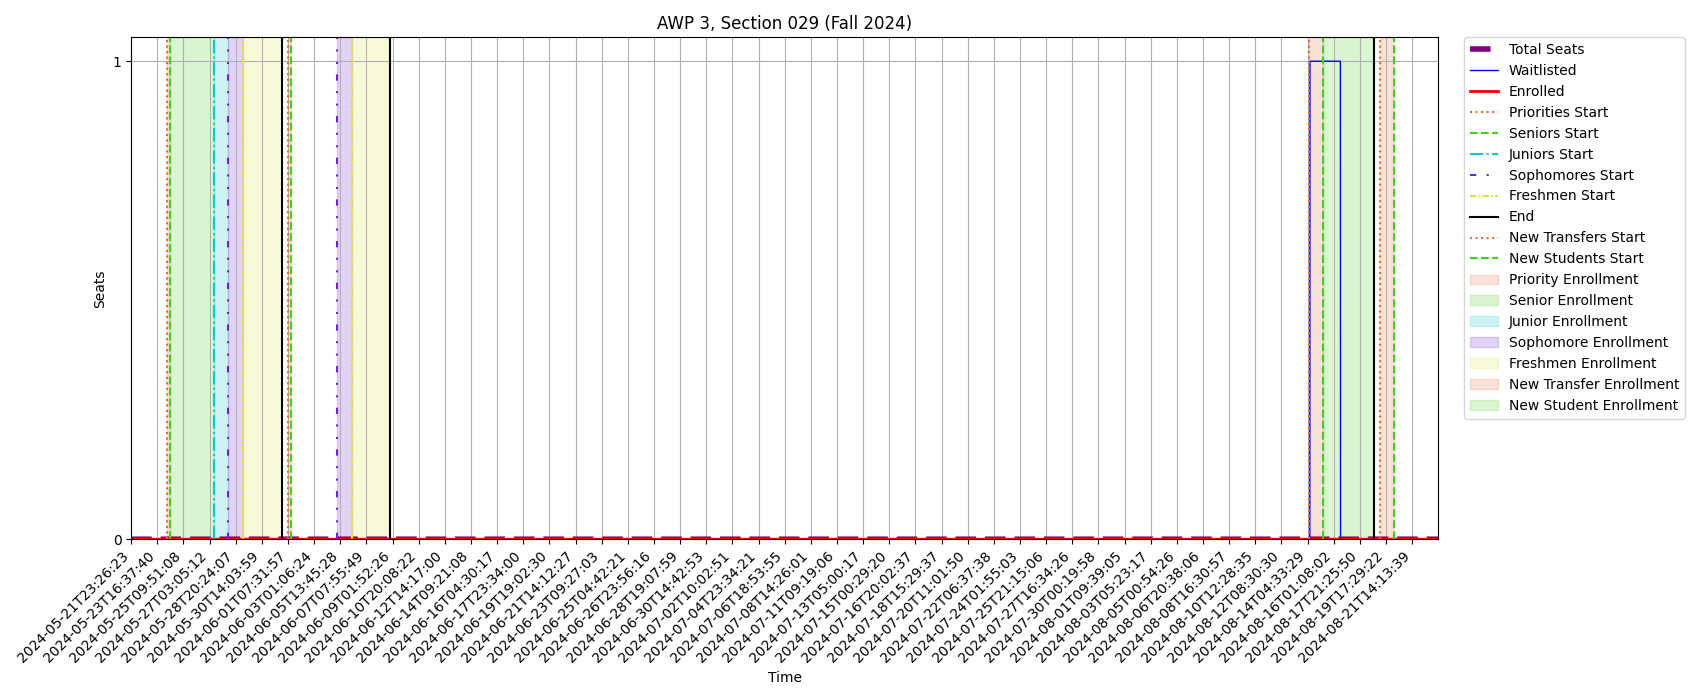 AWP 3, Section 029 (Fall 2024)
1
0
Seats
2024-05-21T23:26:23
2024-05-23T16:37:40
2024-05-25T09:51:08
2024-05-27T03:05:12
2024-05-28T20:24:07
2024-05-30T14:03:59
2024-06-01T07:31:57
2024-06-03T01:06:24
2024-06-05T13:45:28
2024-06-07T07:55:49
2024-06-09T01:52:26
2024-06-10T20:08:22
2024-06-12T14:17:00
2024-06-14T09:21:08
2024-06-16T04:30:17
2024-06-17T23:34:00
2024-06-19T19:02:30
2024-06-21T14:12:27
2024-06-23T09:27:03
2024-06-25T04:42:21
2024-06-26T23:56:16
2024-06-28T19:07:59
2024-06-30T14:42:53
2024-07-02T10:02:51
2024-07-04T23:34:21
2024-07-06T18:53:55
2024-07-08T14:26:01
2024-07-11T09:19:06
2024-07-13T05:00:17
2024-07-15T00:29:20
2024-07-16T20:02:37
2024-07-18T15:29:37
2024-07-20T11:01:50
2024-07-22T06:37:38
2024-07-24T01:55:03
2024-07-25T21:15:06
2024-07-27T16:34:26
2024-07-30T00:19:58
2024-08-01T09:39:05
2024-08-03T05:23:17
2024-08-05T00:54:26
2024-08-06T20:38:06
2024-08-08T16:30:57
2024-08-10T12:28:35
2024-08-12T08:30:30
2024-08-14T04:33:29
2024-08-16T01:08:02
2024-08-17T21:25:50
2024-08-19T17:29:22
2024-08-21T14:13:39
Time
Total Seats
Waitlisted
Enrolled
Priorities Start
Seniors Start
Juniors Start
Sophomores Start
Freshmen Start
End
New Transfers Start
New Students Start
Priority Enrollment
Senior Enrollment
Junior Enrollment
Sophomore Enrollment
Freshmen Enrollment
New Transfer Enrollment
New Student Enrollment